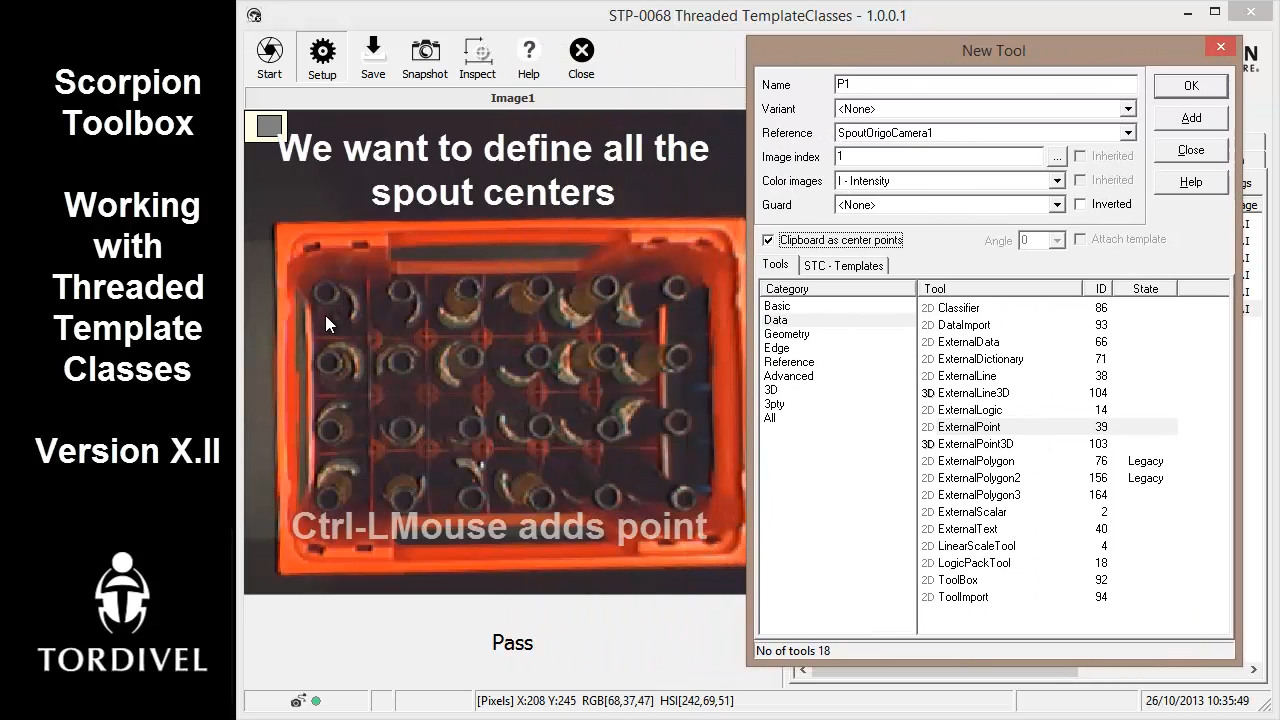 Scorpion
Toolbox
Working
with
Threaded
Template
Classes
Version X.II
TORDIVEL
STP-0068 Threaded TemplateClasses - 1.0.0.1
Start
Setup
Save
Snapshot
Inspect
Help
Close
Image1
We want to define all the
spout centers
Ctrl-LMouse adds point
Pass
[Pixels] X:208 Y:245 RGB[68,37,47] HSI[242,69,51]
26/10/2013 10:35:49
New Tool
Name P1
Variant <None>
Reference SpoutOrigoCamera1
Image index 1 ... Inherited
Color images I - Intensity Inherited
Guard <None> Inverted
OK
Add
Close
Help
Clipboard as center points Angle 0 Attach template
Tools STC - Templates
Category
Basic
Data
Geometry
Edge
Reference
Advanced
3D
3pty
All
Tool ID State
2D Classifier 86
2D DataImport 93
2D ExternalData 66
2D ExternalDictionary 71
2D ExternalLine 38
3D ExternalLine3D 104
2D ExternalLogic 14
2D ExternalPoint 39
3D ExternalPoint3D 103
2D ExternalPolygon 76 Legacy
2D ExternalPolygon2 156 Legacy
2D ExternalPolygon3 164
2D ExternalScalar 2
2D ExternalText 40
2D LinearScaleTool 4
2D LogicPackTool 18
2D ToolBox 92
2D ToolImport 94
No of tools 18